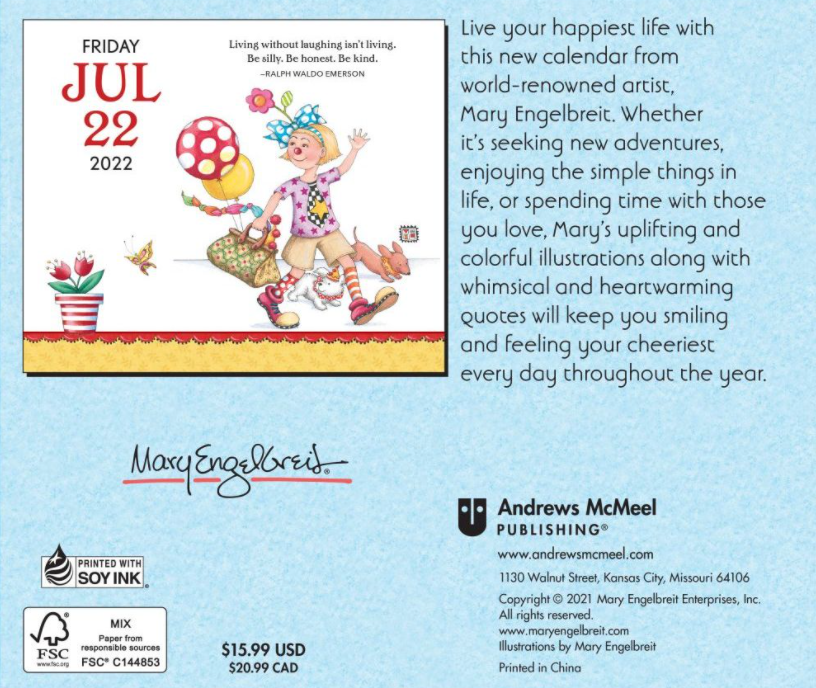 FRIDAY
JUL
22
2022
Living without laughing isn't living.
Be silly. Be honest. Be kind.
–RALPH WALDO EMERSON
Live your happiest life with
this new calendar from
world-renowned artist,
Mary Engelbreit. Whether
it's seeking new adventures,
enjoying the simple things in
life, or spending time with those
you love, Mary's uplifting and
colorful illustrations along with
whimsical and heartwarming
quotes will keep you smiling
and feeling your cheeriest
every day throughout the year.
Mary Engelbreit®
PRINTED WITH
SOY INK®
FSC®
www.fsc.org
MIX
Paper from
responsible sources
FSC® C144853
$15.99 USD
$20.99 CAD
Andrews McMeel
PUBLISHING®
www.andrewsmcmeel.com
1130 Walnut Street, Kansas City, Missouri 64106
Copyright © 2021 Mary Engelbreit Enterprises, Inc.
All rights reserved.
www.maryengelbreit.com
Illustrations by Mary Engelbreit
Printed in China